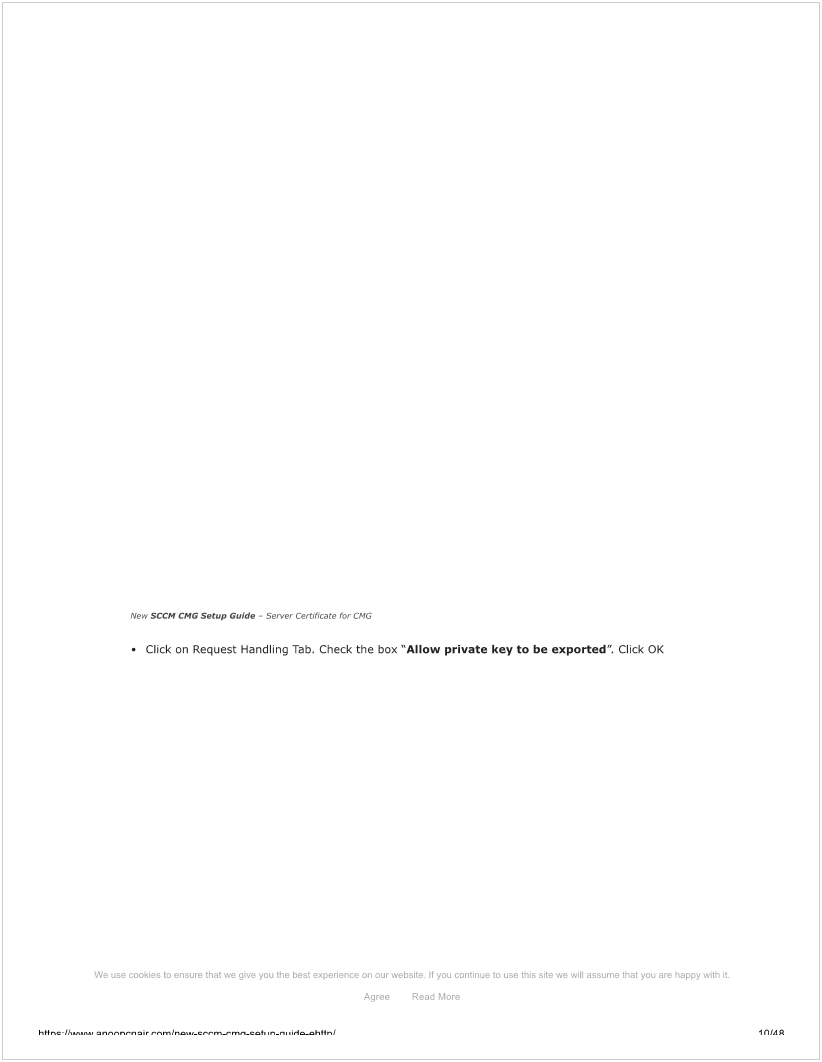 New SCCM CMG Setup Guide – Server Certificate for CMG
• Click on Request Handling Tab. Check the box “Allow private key to be exported”. Click OK
We use cookies to ensure that we give you the best experience on our website. If you continue to use this site we will assume that you are happy with it.
Agree Read More
https://www.anoopcnair.com/new-sccm-cmg-setup-guide-ehttp/ 10/48